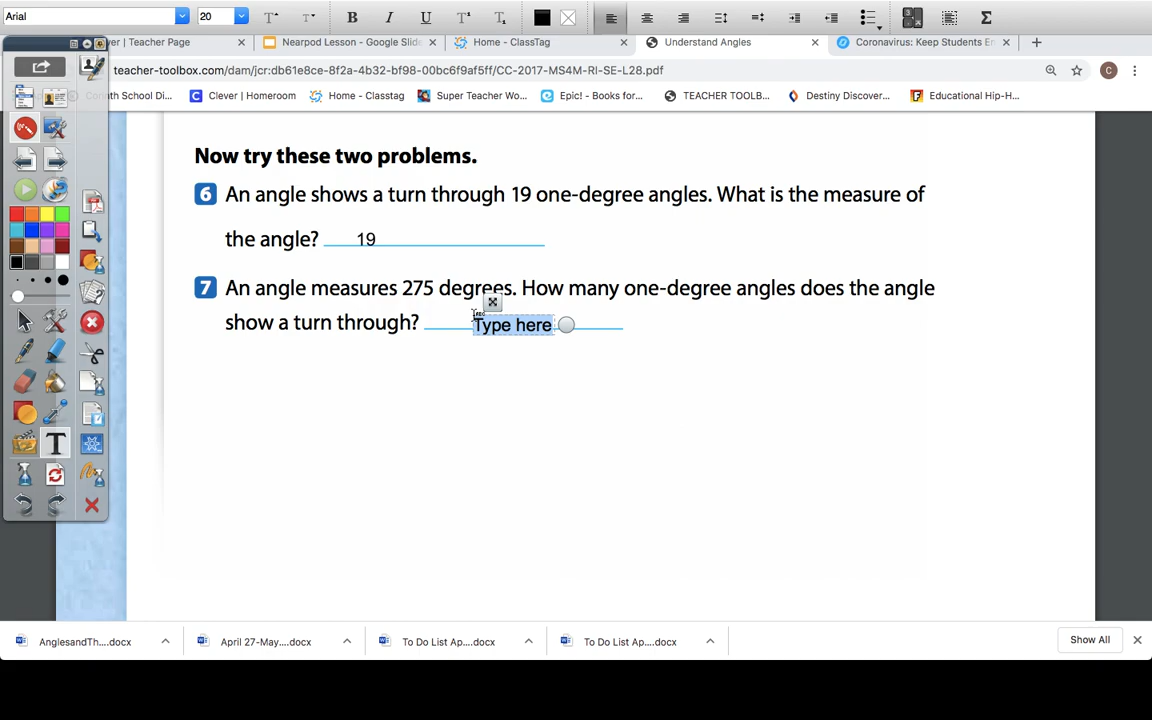 Arial 20 B I U T T Σ
ver | Teacher Page Nearpod Lesson - Google Slide Home - ClassTag Understand Angles Coronavirus: Keep Students En
teacher-toolbox.com/dam/jcr:db61e8ce-8f2a-4b32-bf98-00bc6f9af5ff/CC-2017-MS4M-RI-SE-L28.pdf C
th School Di... Clever | Homeroom Home - Classtag Super Teacher Wo... Epic! - Books for... TEACHER TOOLB... Destiny Discover... Educational Hip-H...
Now try these two problems.
6 An angle shows a turn through 19 one-degree angles. What is the measure of
the angle? 19
7 An angle measures 275 degrees. How many one-degree angles does the angle
show a turn through? Type here
T
AnglesandTh....docx April 27-May....docx To Do List Ap....docx To Do List Ap....docx Show All